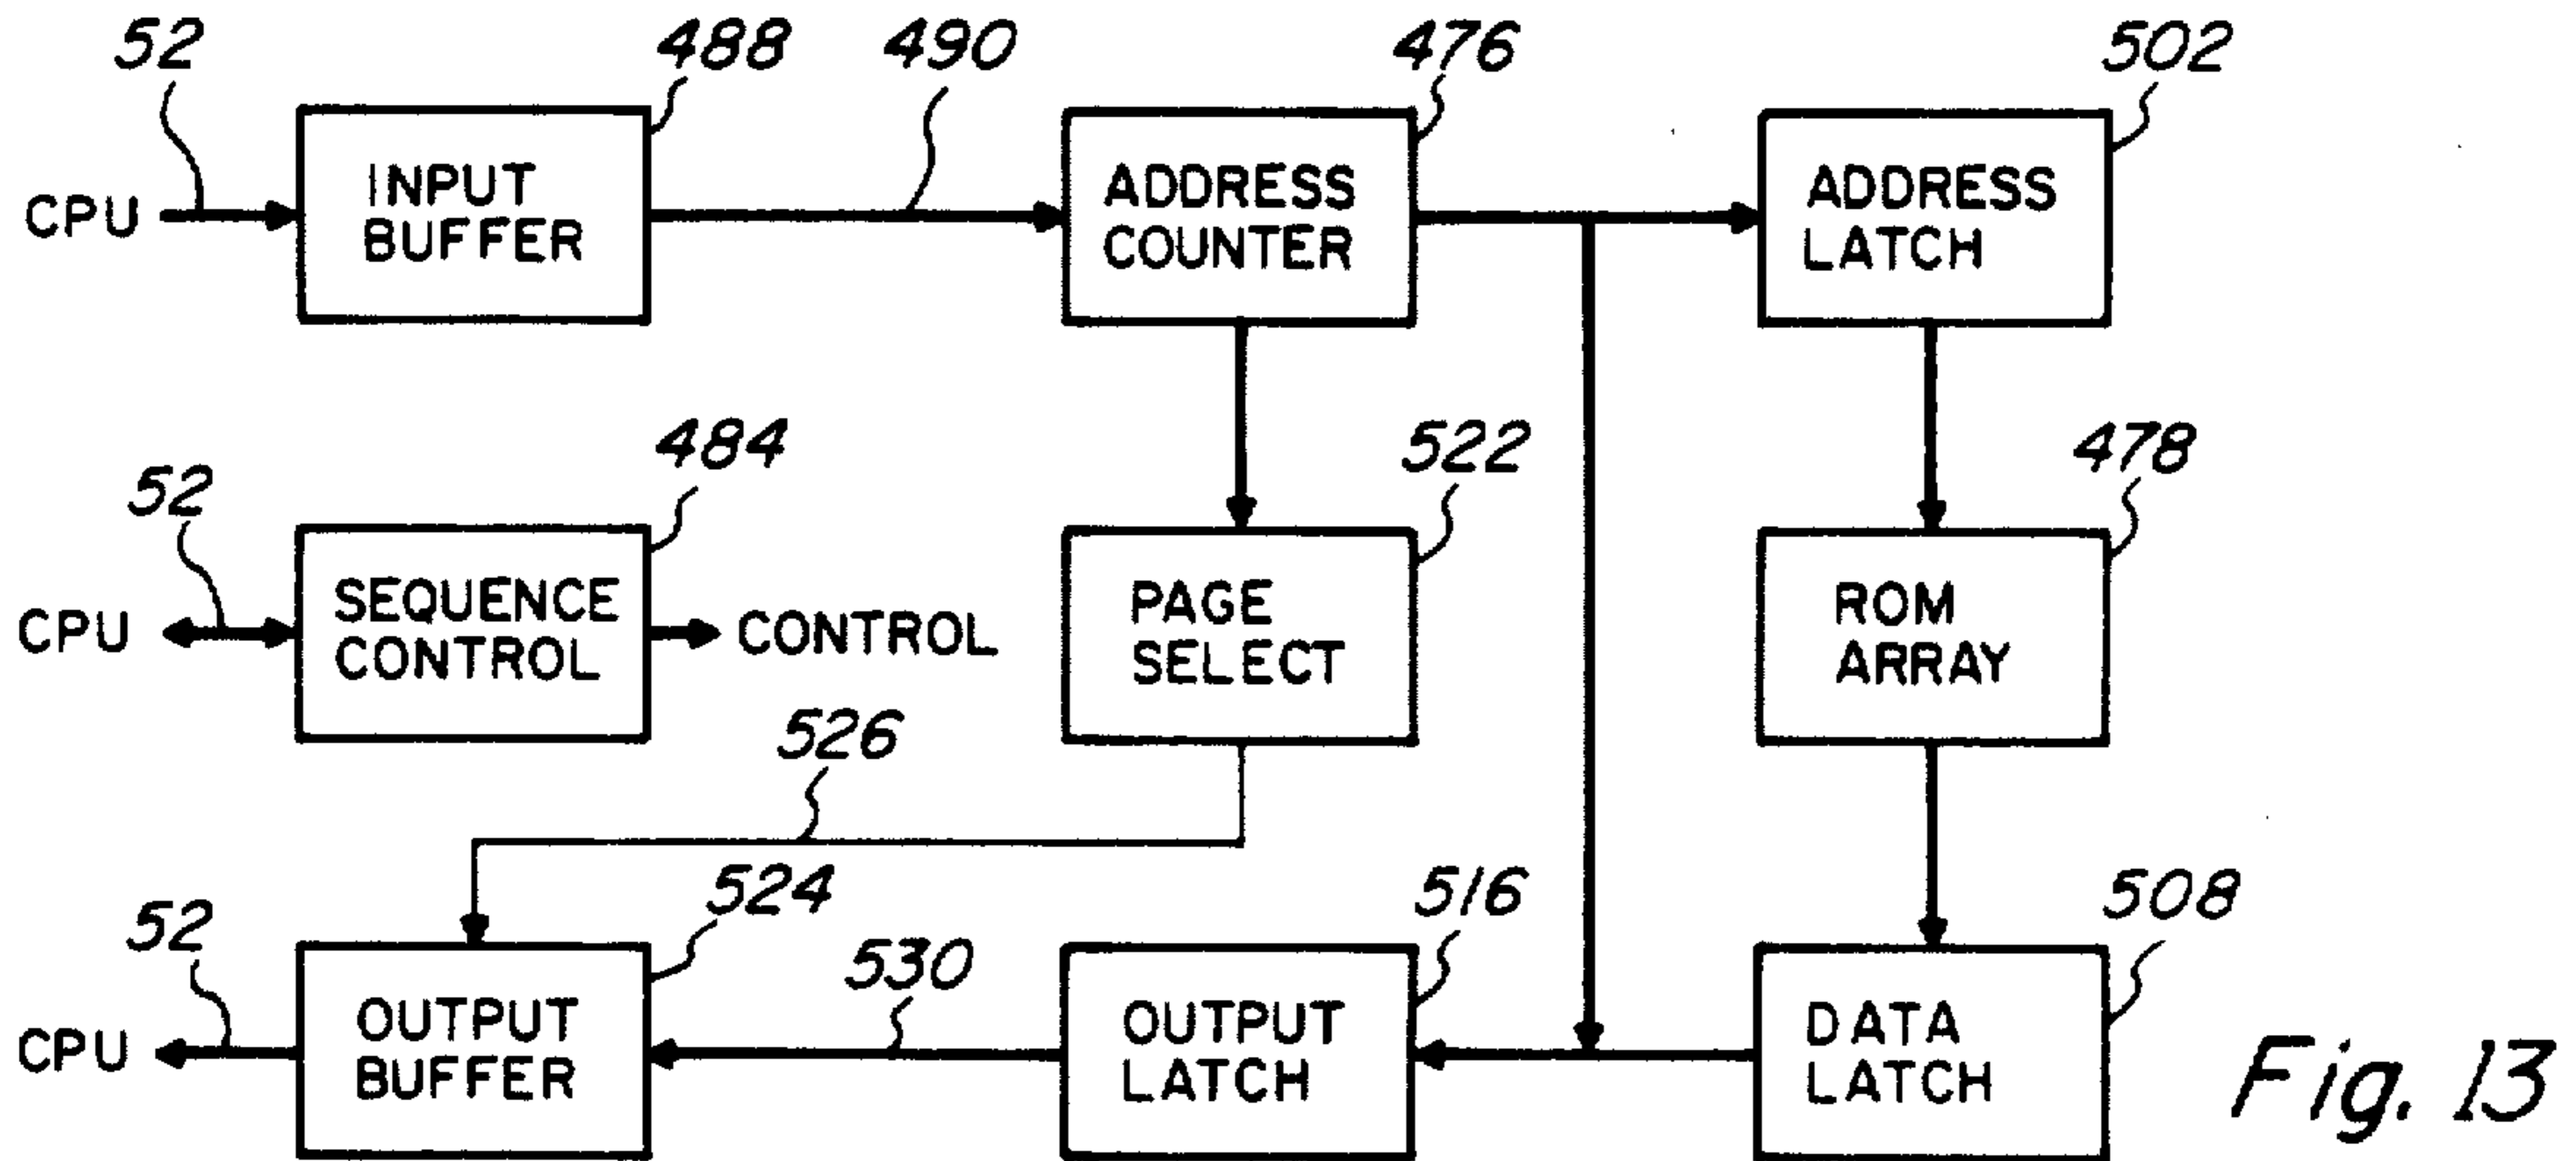 52
488
490
476
502
CPU
INPUT
BUFFER
ADDRESS
COUNTER
ADDRESS
LATCH
52
484
522
478
CPU
SEQUENCE
CONTROL
CONTROL
PAGE
SELECT
ROM
ARRAY
526
52
524
530
516
508
CPU
OUTPUT
BUFFER
OUTPUT
LATCH
DATA
LATCH
Fig. 13